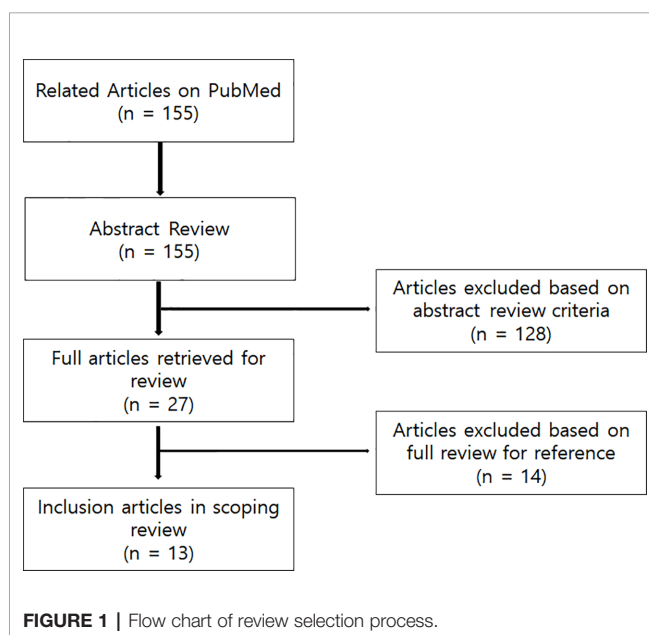 Related Articles on PubMed
(n = 155)
Abstract Review
(n = 155)
Articles excluded based on
abstract review criteria
(n = 128)
Full articles retrieved for
review
(n = 27)
Articles excluded based on
full review for reference
(n = 14)
Inclusion articles in scoping
review
(n = 13)
FIGURE 1 | Flow chart of review selection process.